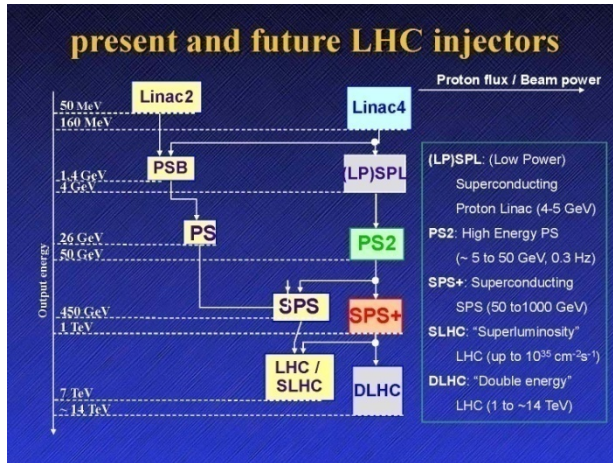 present and future LHC injectors
Proton flux / Beam power
Linac2
Linac4
50 MeV
160 MeV
PSB
(LP)SPL
1.4 GeV
4 GeV
PS
PS2
26 GeV
50 GeV
SPS
SPS+
450 GeV
1 TeV
LHC /
SLHC
DLHC
7 TeV
~ 14 TeV
Output energy
(LP)SPL: (Low Power)
Superconducting
Proton Linac (4-5 GeV)
PS2: High Energy PS
(~ 5 to 50 GeV, 0.3 Hz)
SPS+: Superconducting
SPS (50 to1000 GeV)
SLHC: “Superluminosity”
LHC (up to 10³⁵ cm⁻²s⁻¹)
DLHC: “Double energy”
LHC (1 to ~14 TeV)